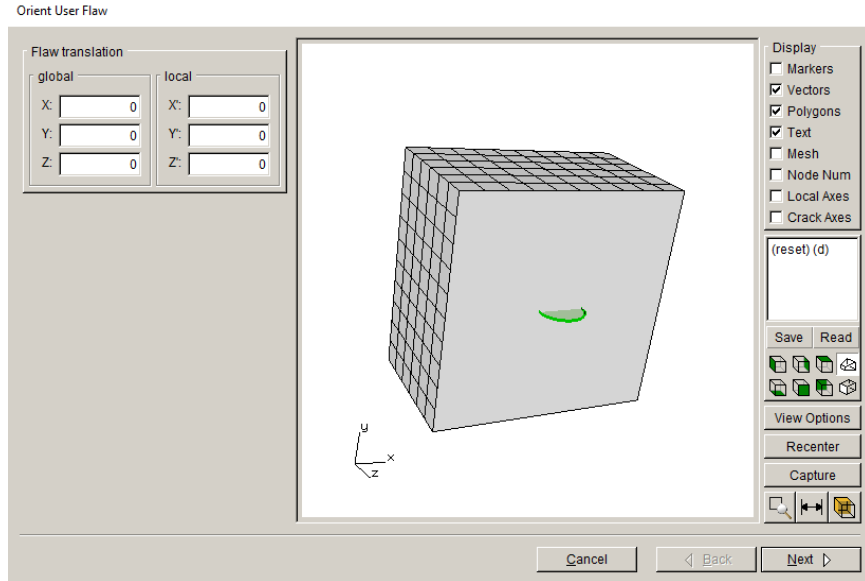 Orient User Flaw
Flaw translation
global
local
X: 0
X': 0
Y: 0
Y': 0
Z: 0
Z': 0
y
x
z
Display
Markers
Vectors
Polygons
Text
Mesh
Node Num
Local Axes
Crack Axes
(reset) (d)
Save Read
View Options
Recenter
Capture
Cancel
Back
Next